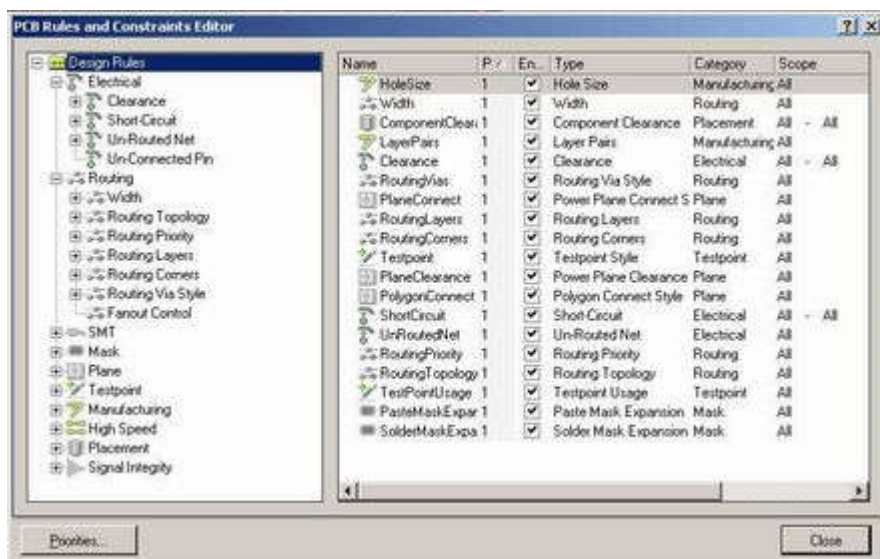 PCB Rules and Constraints Editor
Design Rules
Electrical
Clearance
Short-Circuit
Un-Routed Net
Un-Connected Pin
Routing
Width
Routing Topology
Routing Priority
Routing Layers
Routing Corners
Routing Via Style
Fanout Control
SMT
Mask
Plane
Testpoint
Manufacturing
High Speed
Placement
Signal Integrity
Name P. / En... Type Category Scope
HoleSize 1 Hole Size Manufacturing All
Width 1 Width Routing All
ComponentClear 1 Component Clearance Placement All - All
LayerPairs 1 Layer Pairs Manufacturing All
Clearance 1 Clearance Electrical All - All
RoutingVias 1 Routing Via Style Routing All
PlaneConnect 1 Power Plane Connect S Plane All
RoutingLayers 1 Routing Layers Routing All
RoutingCorners 1 Routing Corners Routing All
Testpoint 1 Testpoint Style Testpoint All
PlaneClearance 1 Power Plane Clearance Plane All
PolygonConnect 1 Polygon Connect Style Plane All
ShortCircuit 1 Short-Circuit Electrical All - All
UnRoutedNet 1 Un-Routed Net Electrical All
RoutingPriority 1 Routing Priority Routing All
RoutingTopology 1 Routing Topology Routing All
TestPointUsage 1 Testpoint Usage Testpoint All
PasteMaskExpar 1 Paste Mask Expansion Mask All
SolderMaskExpa 1 Solder Mask Expansion Mask All
Priorities...
Close